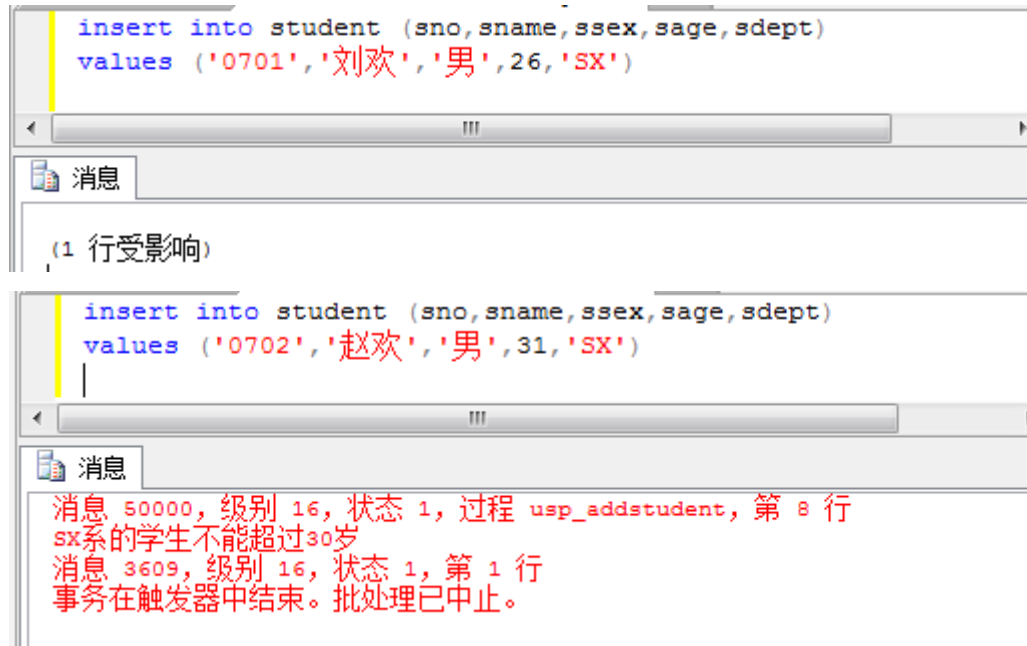 insert into student (sno,sname,ssex,sage,sdept)
values ('0701','刘欢','男',26,'SX')
消息
(1 行受影响)
insert into student (sno,sname,ssex,sage,sdept)
values ('0702','赵欢','男',31,'SX')
消息
消息 50000，级别 16，状态 1，过程 usp_addstudent，第 8 行
SX系的学生不能超过30岁
消息 3609，级别 16，状态 1，第 1 行
事务在触发器中结束。批处理已中止。